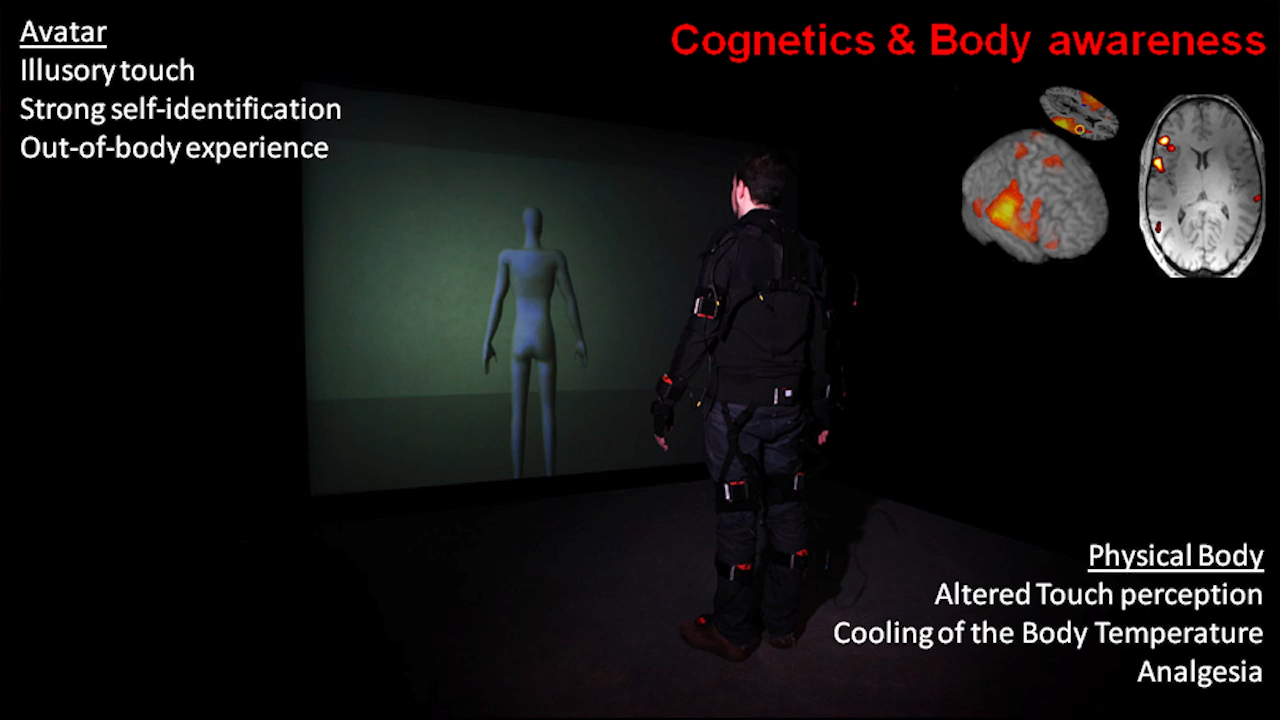 Avatar
Illusory touch
Strong self-identification
Out-of-body experience
Cognetics & Body awareness
Physical Body
Altered Touch perception
Cooling of the Body Temperature
Analgesia